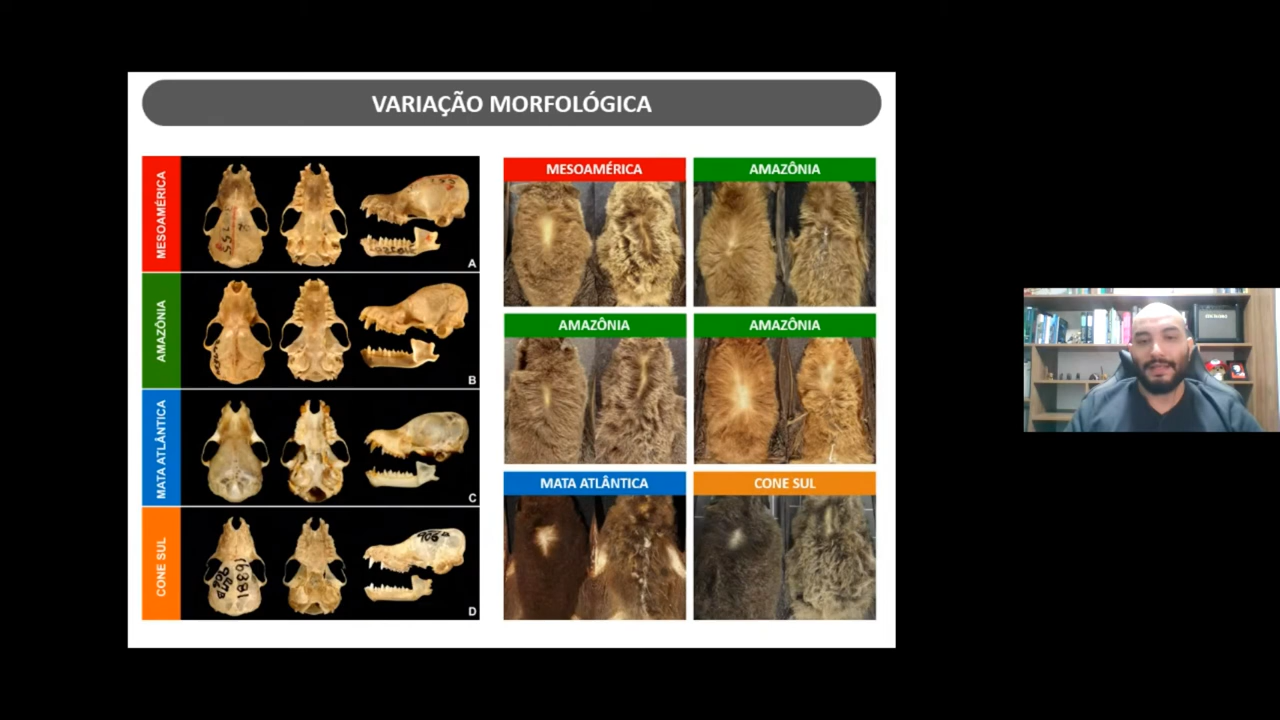 VARIAÇÃO MORFOLÓGICA
MESOAMÉRICA
A
AMAZÔNIA
B
MATA ATLÂNTICA
C
CONE SUL
D
MESOAMÉRICA
AMAZÔNIA
AMAZÔNIA
AMAZÔNIA
MATA ATLÂNTICA
CONE SUL